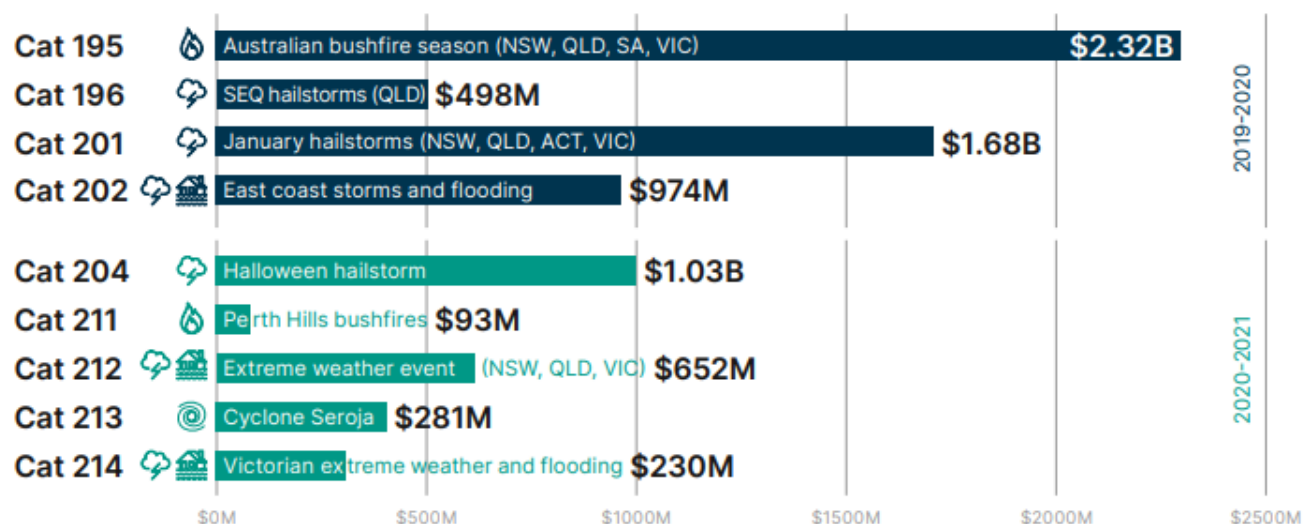 Cat 195 Australian bushfire season (NSW, QLD, SA, VIC) $2.32B
Cat 196 SEQ hailstorms (QLD) $498M
Cat 201 January hailstorms (NSW, QLD, ACT, VIC) $1.68B
Cat 202 East coast storms and flooding $974M
2019-2020
Cat 204 Halloween hailstorm $1.03B
Cat 211 Perth Hills bushfires $93M
Cat 212 Extreme weather event (NSW, QLD, VIC) $652M
Cat 213 Cyclone Seroja $281M
Cat 214 Victorian extreme weather and flooding $230M
2020-2021
$0M $500M $1000M $1500M $2000M $2500M